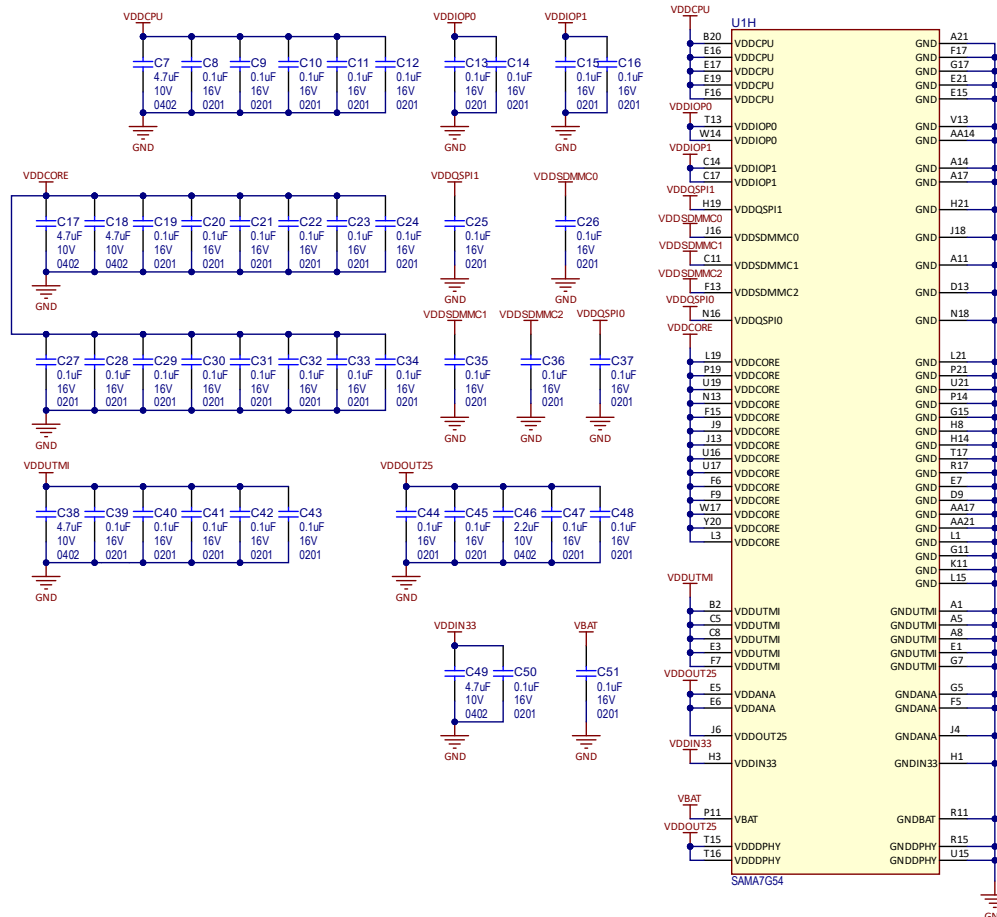 VDDCPU
C7 C8 C9 C10 C11 C12
4.7uF 0.1uF 0.1uF 0.1uF 0.1uF 0.1uF
10V 16V 16V 16V 16V 16V
0402 0201 0201 0201 0201 0201
GND
VDDIOP0
C13 C14
0.1uF 0.1uF
16V 16V
0201 0201
GND
VDDIOP1
C15 C16
0.1uF 0.1uF
16V 16V
0201 0201
GND
VDDCORE
C17 C18 C19 C20 C21 C22 C23 C24
4.7uF 4.7uF 0.1uF 0.1uF 0.1uF 0.1uF 0.1uF 0.1uF
10V 10V 16V 16V 16V 16V 16V 16V
0402 0402 0201 0201 0201 0201 0201 0201
GND
VDDQSPI1
C25
0.1uF
16V
0201
GND
VDDSDMMC0
C26
0.1uF
16V
0201
GND
C27 C28 C29 C30 C31 C32 C33 C34
0.1uF 0.1uF 0.1uF 0.1uF 0.1uF 0.1uF 0.1uF 0.1uF
16V 16V 16V 16V 16V 16V 16V 16V
0201 0201 0201 0201 0201 0201 0201 0201
GND
VDDSDMMC1 VDDSDMMC2 VDDQSPI0
C35 C36 C37
0.1uF 0.1uF 0.1uF
16V 16V 16V
0201 0201 0201
GND GND GND
VDDUTMI
C38 C39 C40 C41 C42 C43
4.7uF 0.1uF 0.1uF 0.1uF 0.1uF 0.1uF
10V 16V 16V 16V 16V 16V
0402 0201 0201 0201 0201 0201
GND
VDDOUT25
C44 C45 C46 C47 C48
0.1uF 0.1uF 2.2uF 0.1uF 0.1uF
16V 16V 10V 16V 16V
0201 0201 0402 0201 0201
GND
VDDIN33
C49 C50
4.7uF 0.1uF
10V 16V
0402 0201
GND
VBAT
C51
0.1uF
16V
0201
GND
VDDCPU
U1H
B20 VDDCPU GND A21
E16 VDDCPU GND F17
E17 VDDCPU GND G17
E19 VDDCPU GND E21
F16 VDDCPU GND E15
VDDIOP0
T13 VDDIOP0 GND V13
W14 VDDIOP0 GND AA14
VDDIOP1
C14 VDDIOP1 GND A14
C17 VDDIOP1 GND A17
VDDQSPI1
H19 VDDQSPI1 GND H21
VDDSDMMC0
J16 VDDSDMMC0 GND J18
VDDSDMMC1
C11 VDDSDMMC1 GND A11
VDDSDMMC2
F13 VDDSDMMC2 GND D13
VDDQSPI0
N16 VDDQSPI0 GND N18
VDDCORE
L19 VDDCORE GND L21
P19 VDDCORE GND P21
U19 VDDCORE GND U21
N13 VDDCORE GND P14
F15 VDDCORE GND G15
J9 VDDCORE GND H8
J13 VDDCORE GND H14
U16 VDDCORE GND T17
U17 VDDCORE GND R17
F6 VDDCORE GND E7
F9 VDDCORE GND D9
W17 VDDCORE GND AA17
Y20 VDDCORE GND AA21
L3 VDDCORE GND L1
GND G11
GND K11
GND L15
VDDUTMI
B2 VDDUTMI GNDUTMI A1
C5 VDDUTMI GNDUTMI A5
C8 VDDUTMI GNDUTMI A8
E3 VDDUTMI GNDUTMI E1
F7 VDDUTMI GNDUTMI G7
VDDOUT25
E5 VDDANA GNDANA G5
E6 VDDANA GNDANA F5
J6 VDDOUT25 GNDANA J4
VDDIN33
H3 VDDIN33 GNDIN33 H1
VBAT
P11 VBAT GNDBAT R11
VDDOUT25
T15 VDDDPHY GNDDPHY R15
T16 VDDDPHY GNDDPHY U15
SAMA7G54